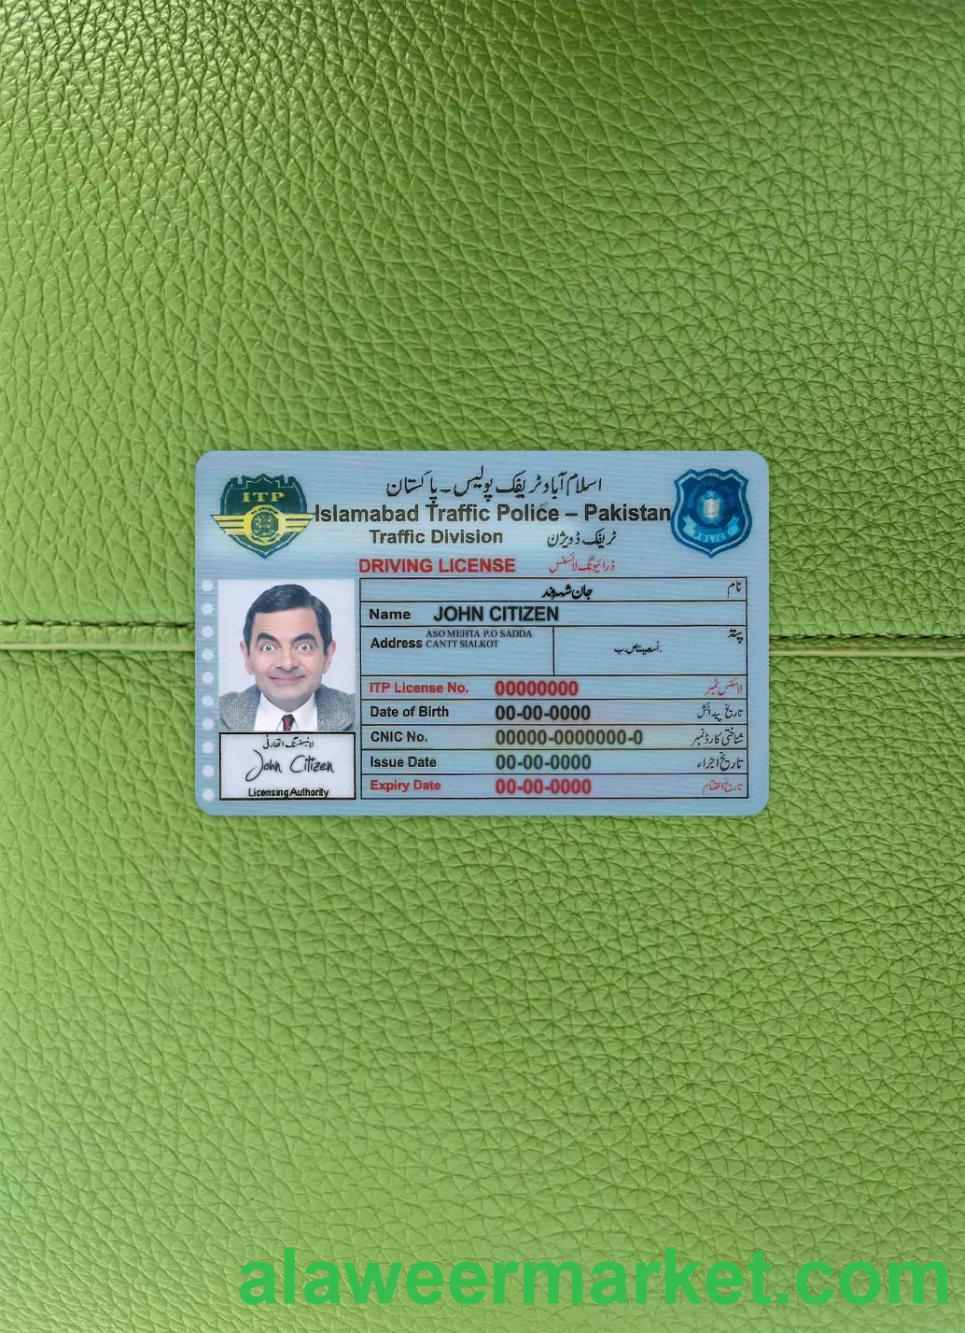 ITP
اسلام آباد ٹریفک پولیس - پاکستان
Islamabad Traffic Police – Pakistan
Traffic Division ٹریفک ڈویژن
POLICE
DRIVING LICENSE ڈرائیونگ لائسنس
نام
Name JOHN CITIZEN
Address ASO MEHTA P.O SADDA
CANTT SIALKOT
پتہ
ITP License No. 00000000 لائسنس نمبر
Date of Birth 00-00-0000 تاریخ پیدائش
CNIC No. 00000-0000000-0 شناختی کارڈ نمبر
Issue Date 00-00-0000 تاریخ اجراء
Expiry Date 00-00-0000 تاریخ اختتام
لائیسنسنگ اتھارٹی
John Citizen
Licensing Authority
alaweermarket.com